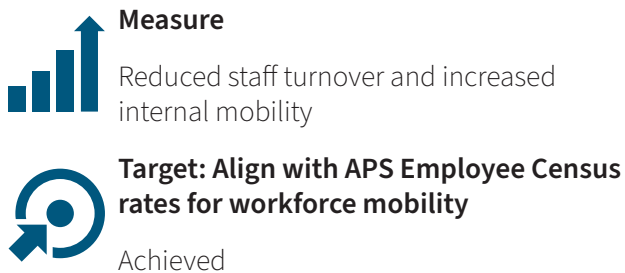 Measure
Reduced staff turnover and increased
internal mobility
Target: Align with APS Employee Census
rates for workforce mobility
Achieved